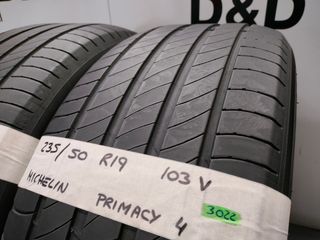 D&D
235/50 R19 103 V
3022
MICHELIN PRIMACY 4